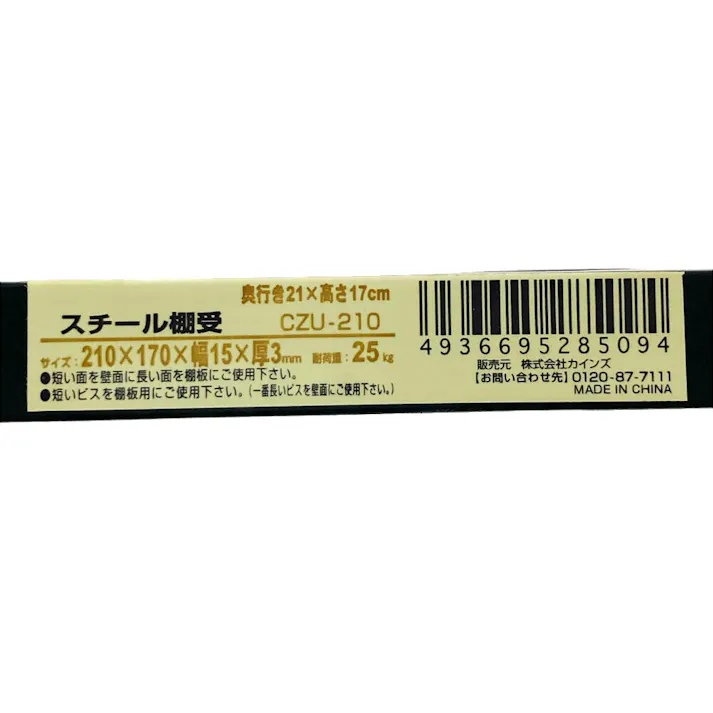 奥行き21×高さ17cm
スチール棚受 CZU-210
サイズ:210×170×幅15×厚3mm 耐荷重:25kg
●短い面を壁面に長い面を棚板にご使用下さい。
●短いビスを棚板用にご使用下さい。(一番長いビスを壁面に使用下さい。)
4936695285094
販売元 株式会社カインズ
【お問い合わせ先】0120-87-7111
MADE IN CHINA